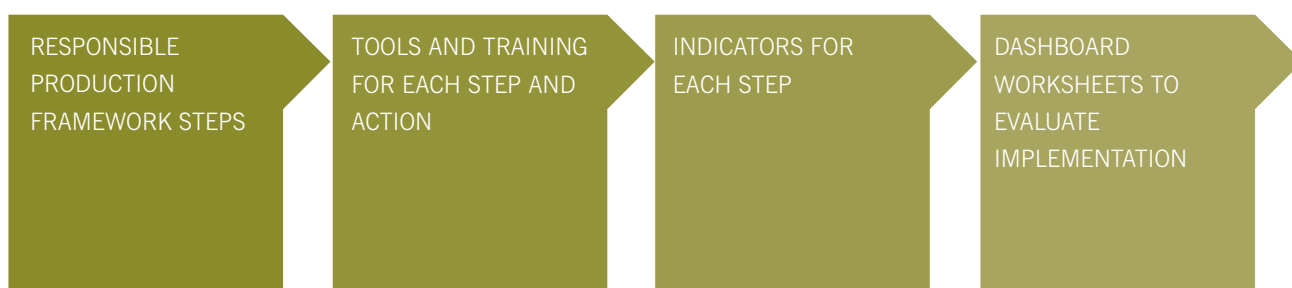 RESPONSIBLE
PRODUCTION
FRAMEWORK STEPS
TOOLS AND TRAINING
FOR EACH STEP AND
ACTION
INDICATORS FOR
EACH STEP
DASHBOARD
WORKSHEETS TO
EVALUATE
IMPLEMENTATION